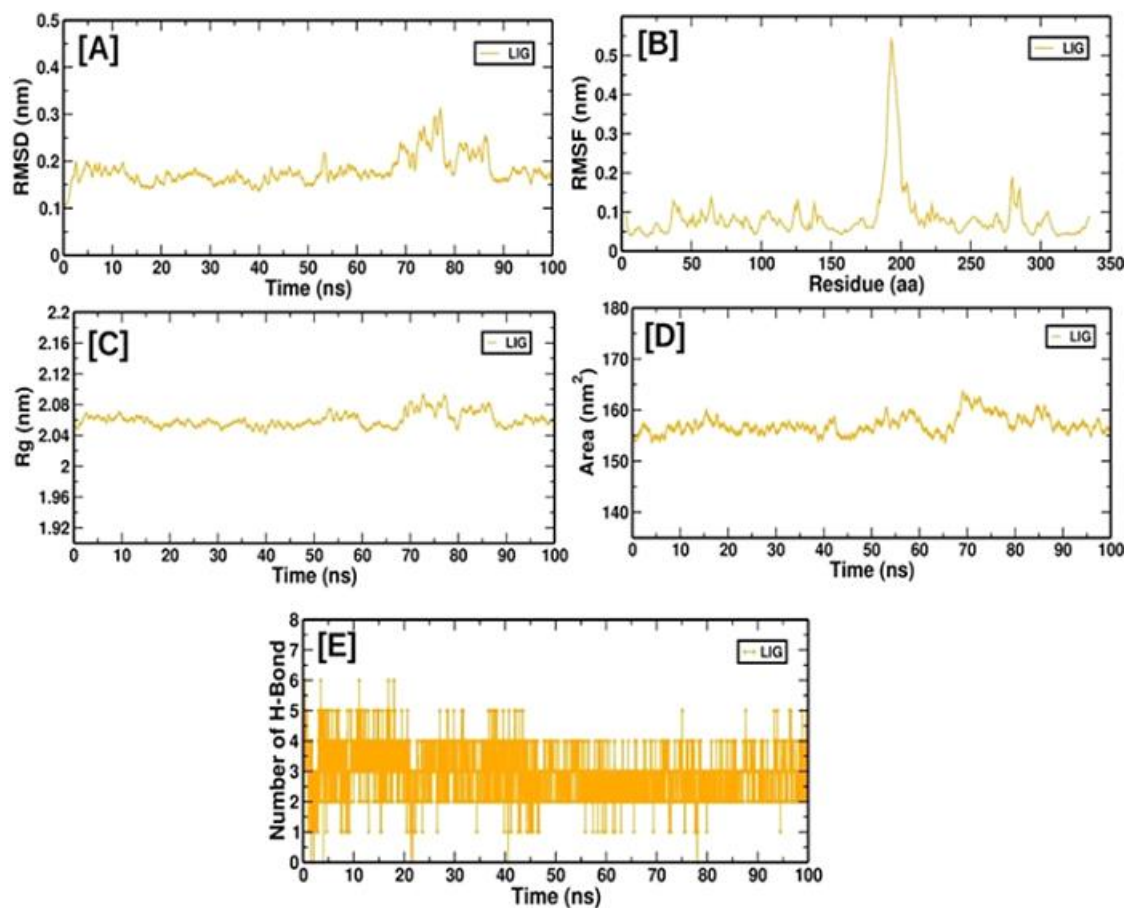 [A]
LIG
RMSD (nm)
0.5
0.4
0.3
0.2
0.1
0
0 10 20 30 40 50 60 70 80 90 100
Time (ns)
[B]
LIG
RMSF (nm)
0.5
0.4
0.3
0.2
0.1
0
0 50 100 150 200 250 300 350
Residue (aa)
[C]
LIG
Rg (nm)
2.2
2.16
2.12
2.08
2.04
2
1.96
1.92
0 10 20 30 40 50 60 70 80 90 100
Time (ns)
[D]
LIG
Area (nm²)
180
170
160
150
140
0 10 20 30 40 50 60 70 80 90 100
Time (ns)
[E]
LIG
Number of H-Bond
8
7
6
5
4
3
2
1
0
0 10 20 30 40 50 60 70 80 90 100
Time (ns)